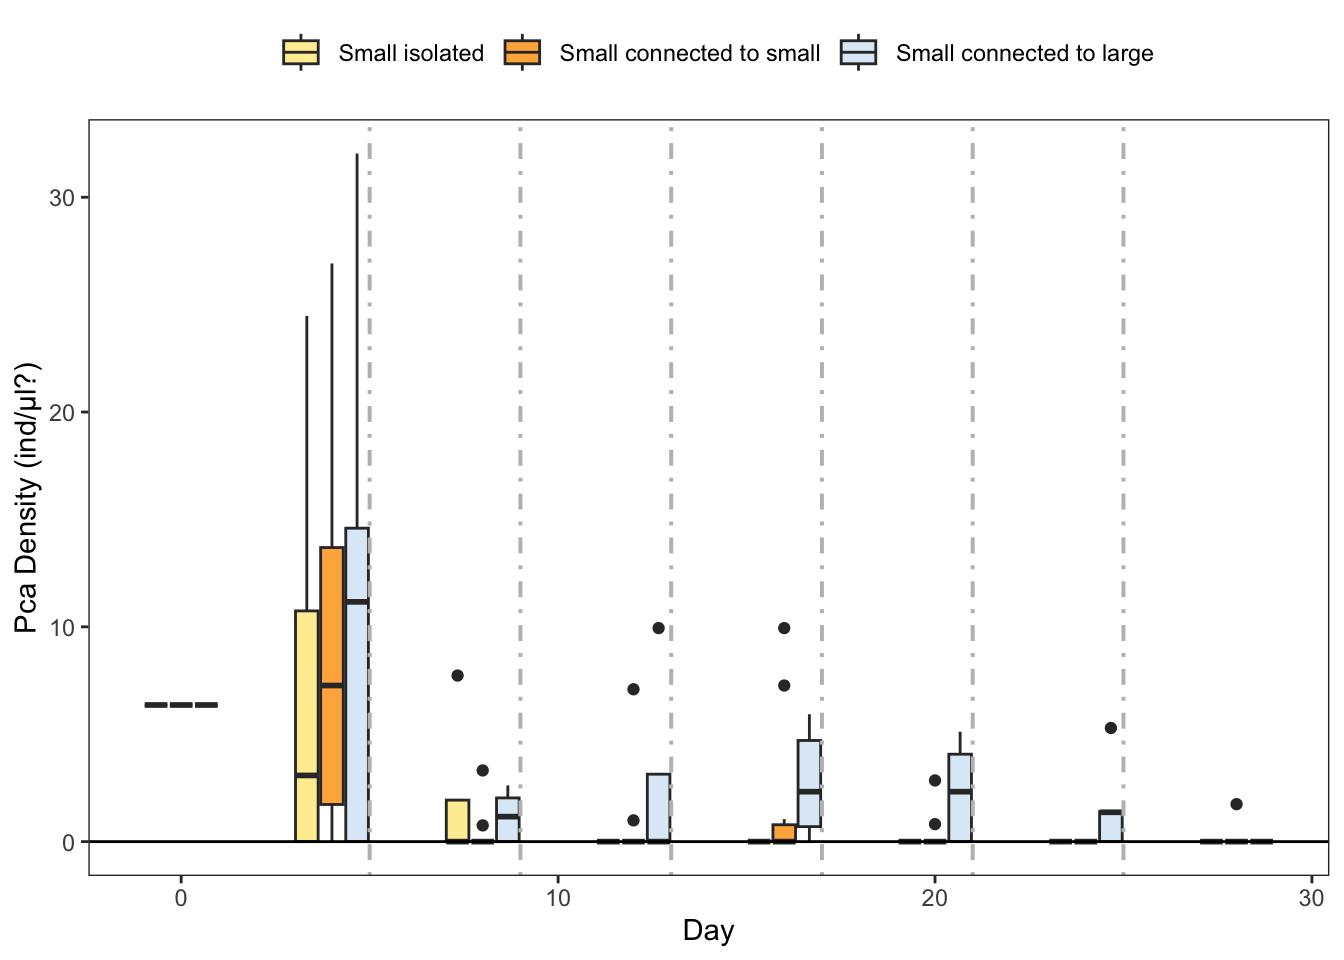 Small isolated Small connected to small Small connected to large
Pca Density (ind/μl?)
30
20
10
0
0 10 20 30
Day